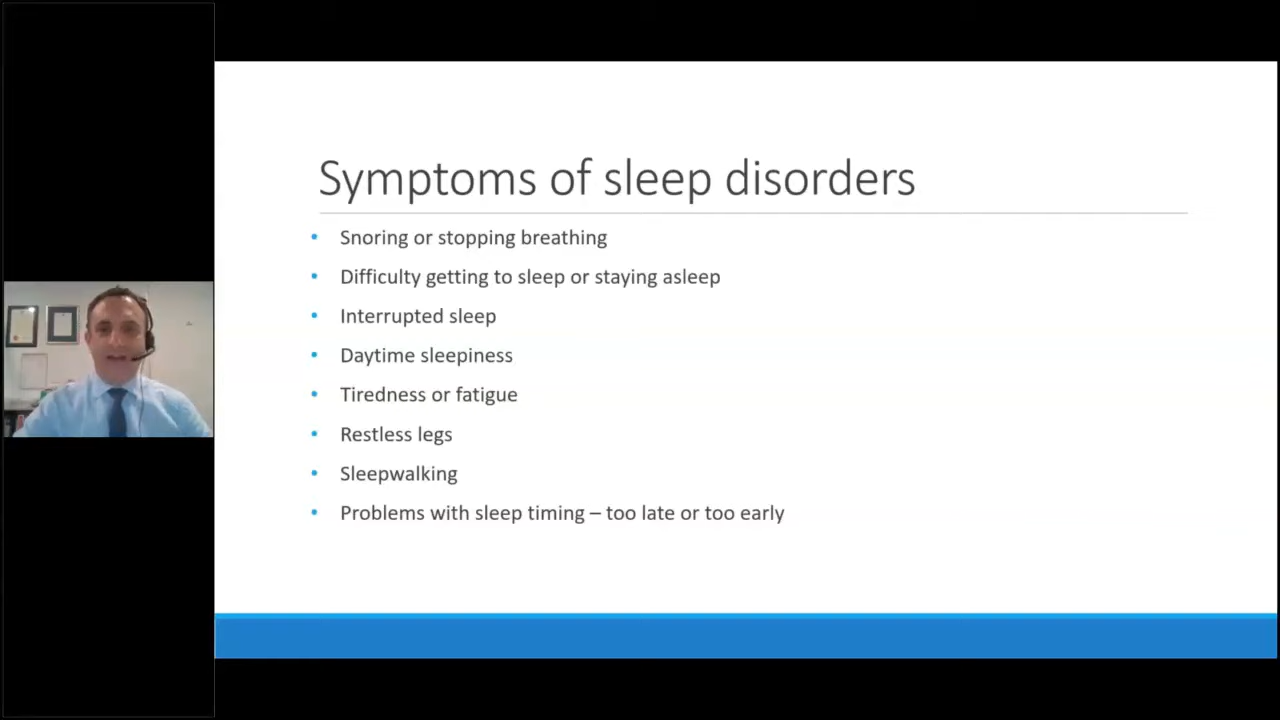 Symptoms of sleep disorders
• Snoring or stopping breathing
• Difficulty getting to sleep or staying asleep
• Interrupted sleep
• Daytime sleepiness
• Tiredness or fatigue
• Restless legs
• Sleepwalking
• Problems with sleep timing – too late or too early